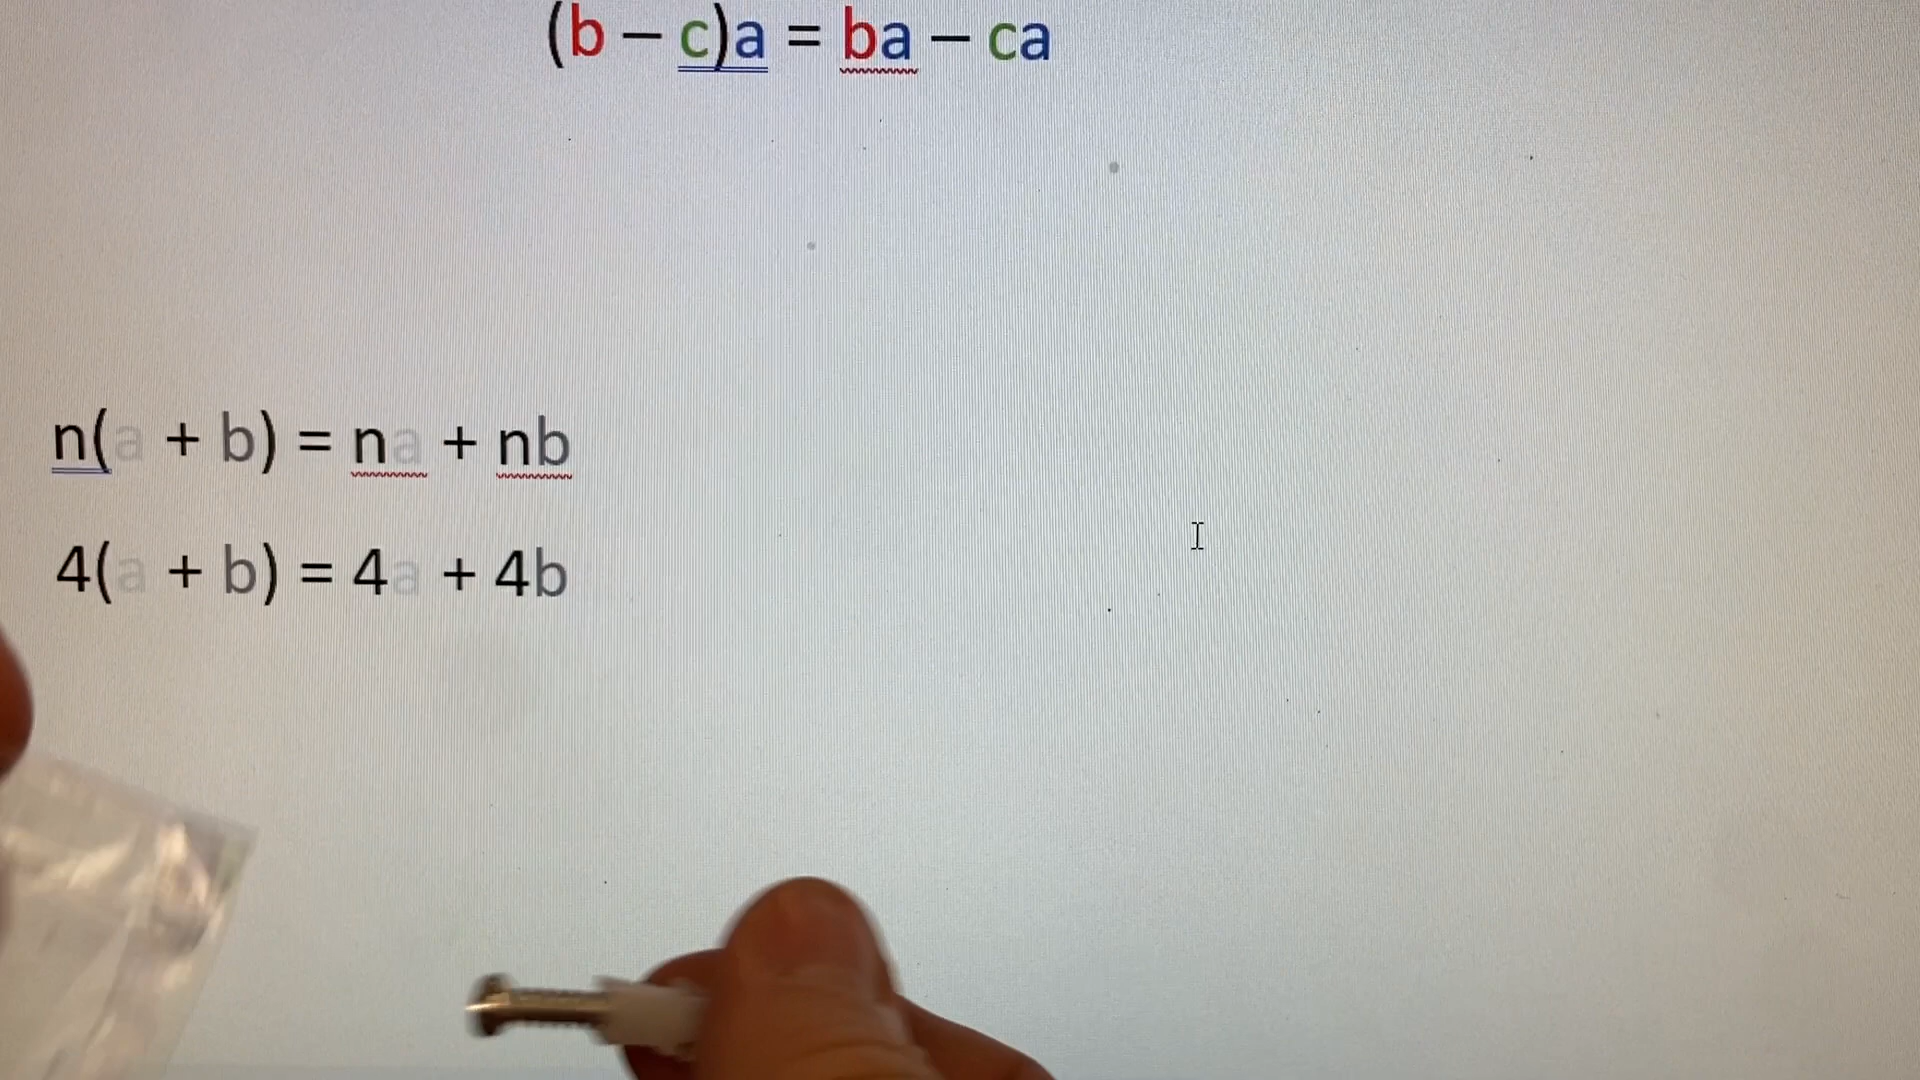 (b – c)a = ba – ca
n(a + b) = na + nb
4(a + b) = 4a + 4b